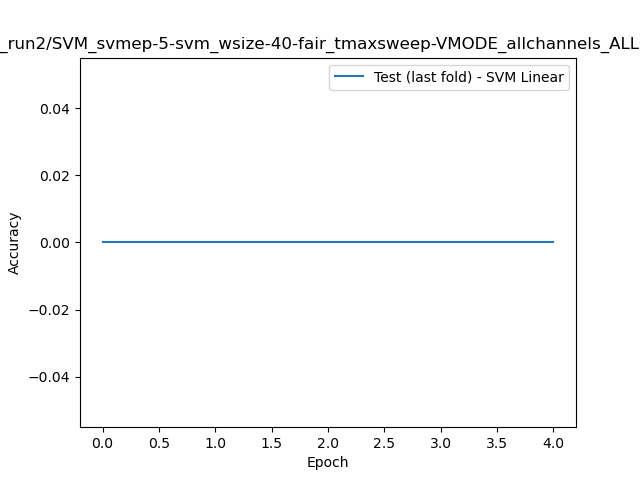 _run2/SVM_svmep-5-svm_wsize-40-fair_tmaxsweep-VMODE_allchannels_ALL
Test (last fold) - SVM Linear
0.04
0.02
0.00
−0.02
−0.04
Accuracy
0.0 0.5 1.0 1.5 2.0 2.5 3.0 3.5 4.0
Epoch